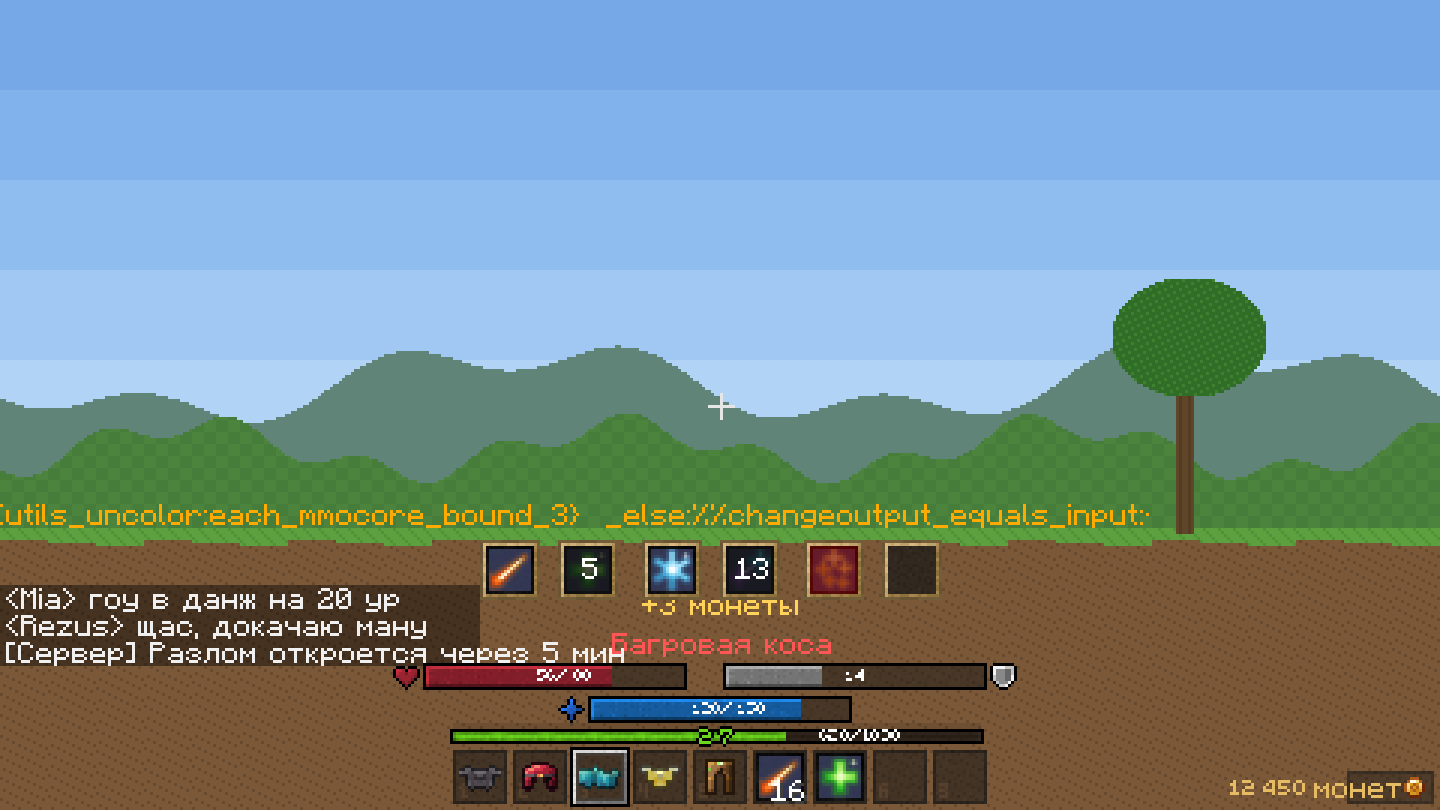 utils_uncolor:each_mmocore_bound_3} _else://changeoutput_equals_input:
5 13
<Mia> гоу в данж на 20 ур
+3 монеты
<Rezus> щас, докачаю ману
Багровая коса
[Сервер] Разлом откроется через 5 мин
27
16
12 450 монет